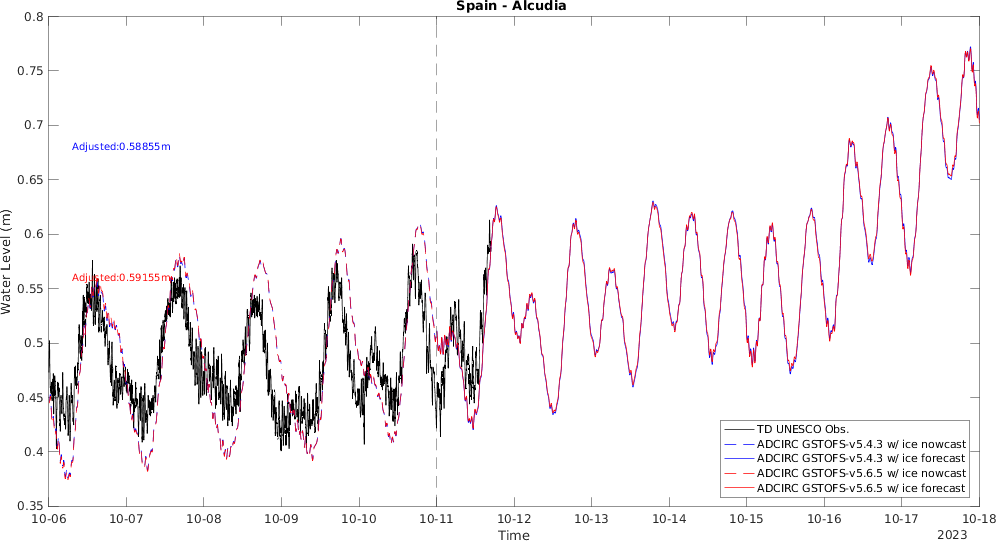 Spain - Alcudia
0.8
0.75
0.7
0.65
0.6
0.55
0.5
0.45
0.4
0.35
Water Level (m)
Adjusted:0.58855m
Adjusted:0.59155m
TD UNESCO Obs.
ADCIRC GSTOFS-v5.4.3 w/ ice nowcast
ADCIRC GSTOFS-v5.4.3 w/ ice forecast
ADCIRC GSTOFS-v5.6.5 w/ ice nowcast
ADCIRC GSTOFS-v5.6.5 w/ ice forecast
10-06 10-07 10-08 10-09 10-10 10-11 10-12 10-13 10-14 10-15 10-16 10-17 10-18
Time
2023